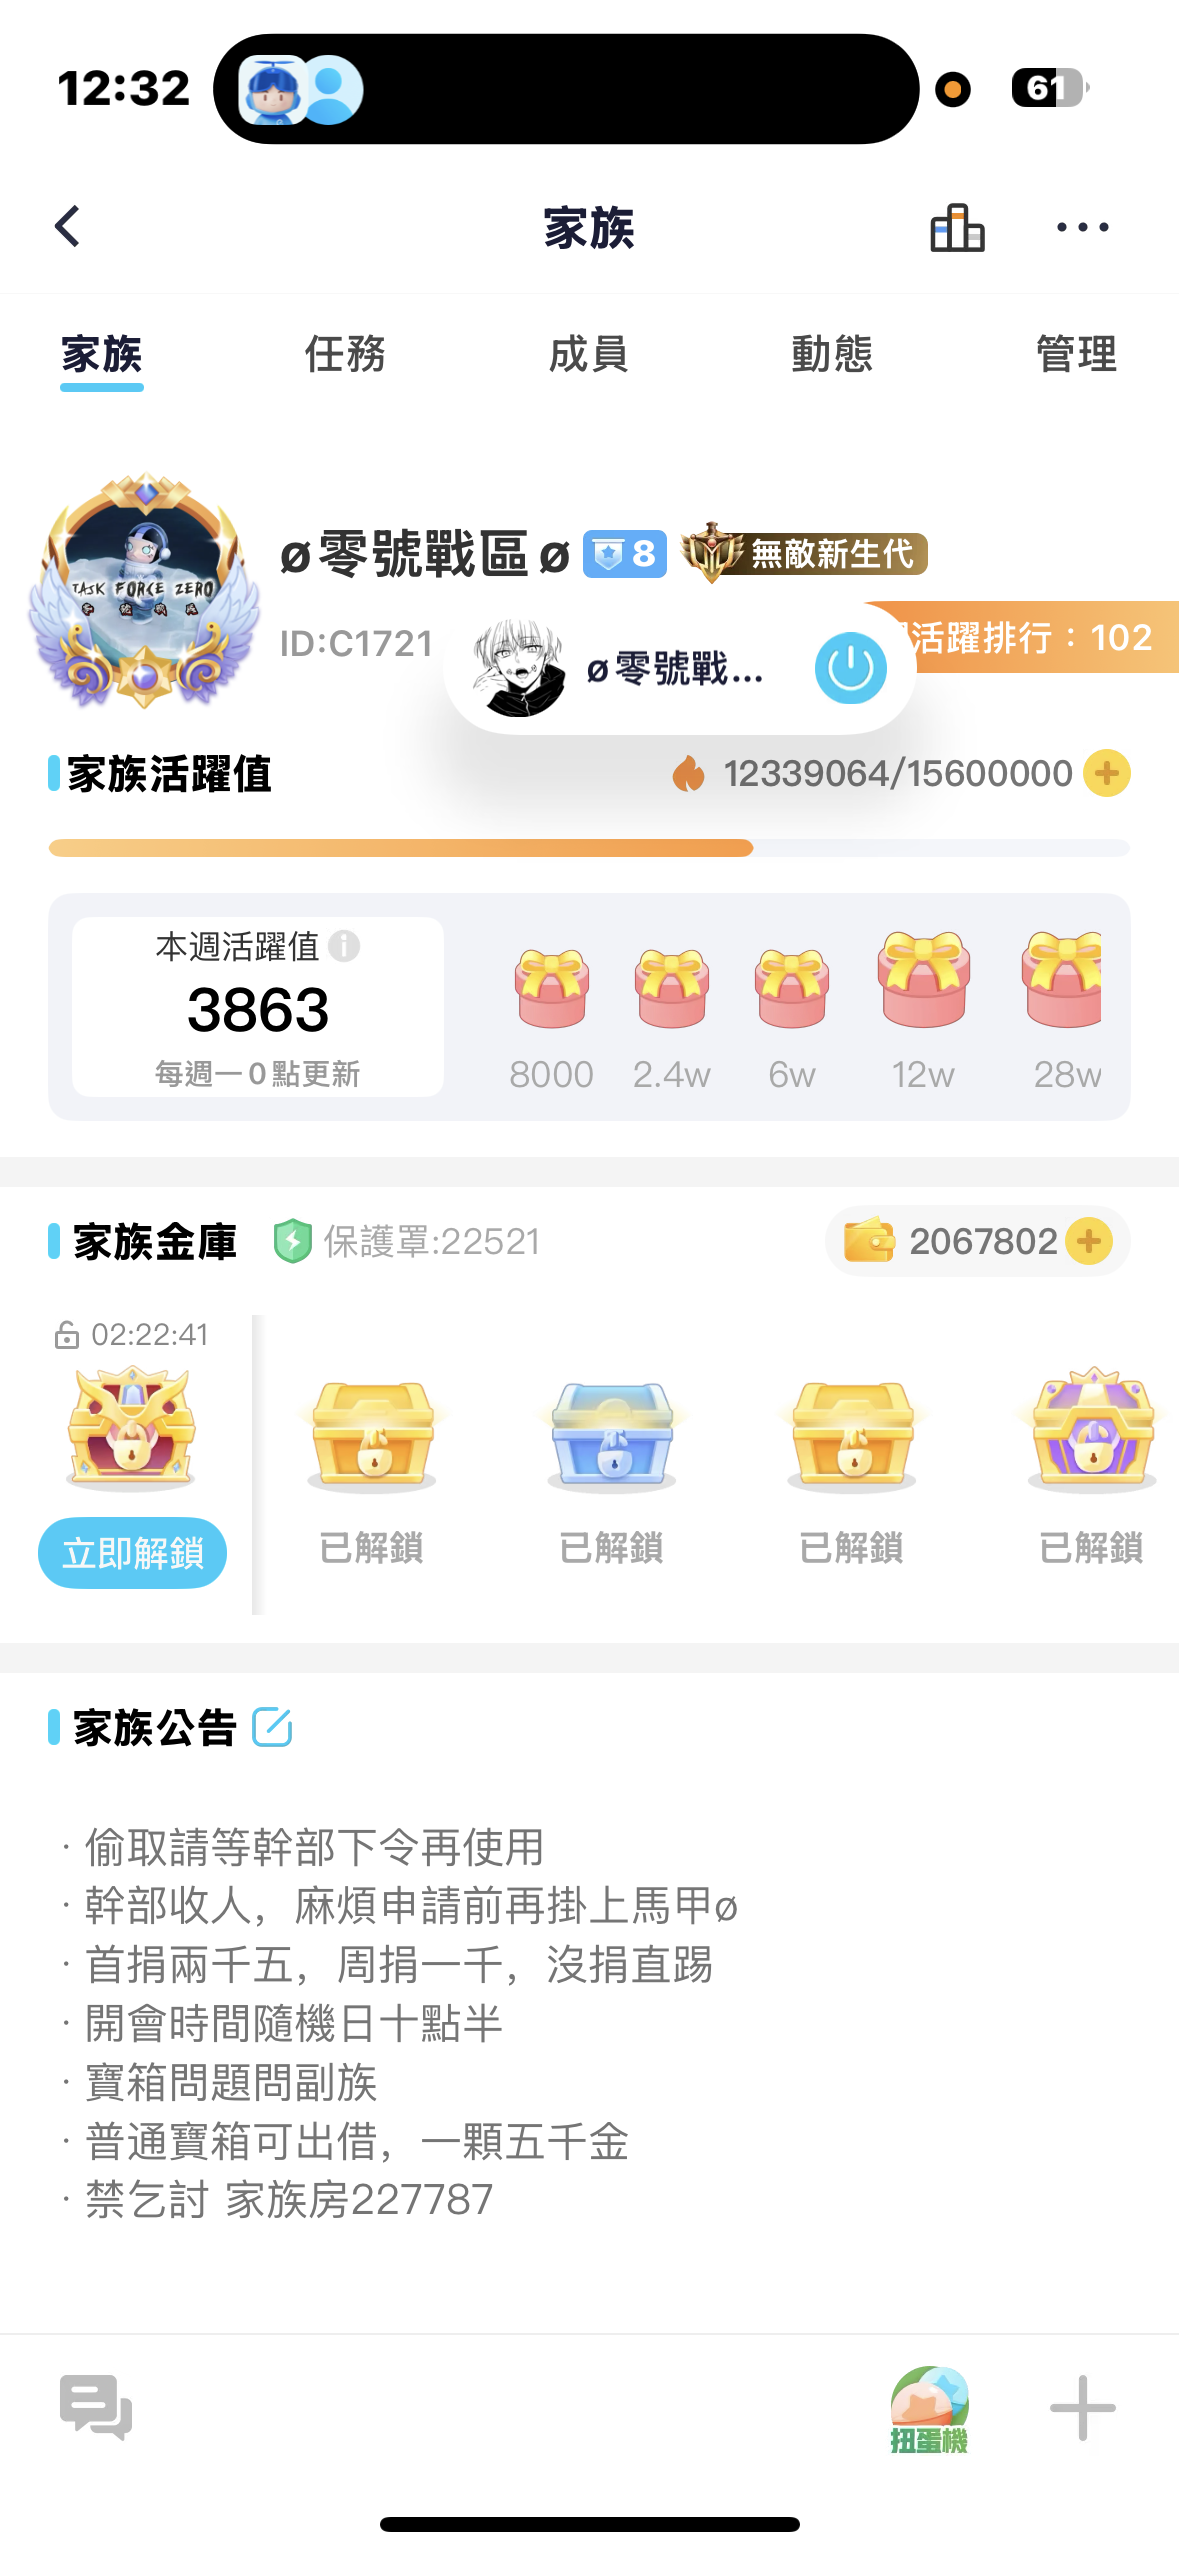 12:32
61
家族
家族
任務
成員
動態
管理
TASK FORCE ZERO
ø零號戰區ø
8
無敵新生代
ID:C1721
ø零號戰...
活躍排行：102
家族活躍值
12339064/15600000
本週活躍值
3863
每週一0點更新
8000
2.4w
6w
12w
28w
家族金庫
保護罩:22521
2067802
02:22:41
立即解鎖
已解鎖
已解鎖
已解鎖
已解鎖
家族公告
· 偷取請等幹部下令再使用
· 幹部收人，麻煩申請前再掛上馬甲ø
· 首捐兩千五，周捐一千，沒捐直踢
· 開會時間隨機日十點半
· 寶箱問題問副族
· 普通寶箱可出借，一顆五千金
· 禁乞討 家族房227787
扭蛋機